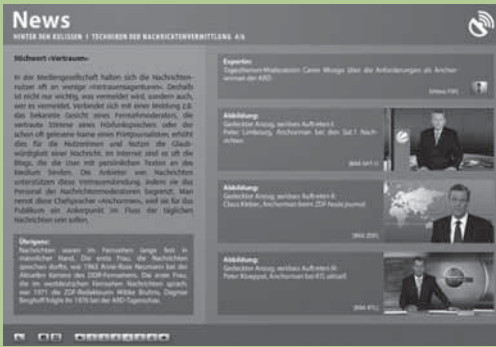 News
HINTER DEN KULISSEN I TECHNIKEN DER NACHRICHTENVERMITTLUNG 4/6
Stichwort «Vertrauen»
In der Mediengesellschaft halten sich die Nachrichten-
nutzer oft an wenige «Vertrauensagenturen». Deshalb
ist nicht nur wichtig, was vermeldet wird, sondern auch,
wer es vermeldet. Verbindet sich mit einer Meldung z.B.
das bekannte Gesicht eines Fernsehmoderators, die
vertraute Stimme eines Hörfunksprechers oder der
schon oft gelesene Name eines Printjournalisten, erhöht
dies für die Nutzerinnen und Nutzer die Glaub-
würdigkeit einer Nachricht. Im Internet sind es oft die
Blogs, die die User mit persönlichen Texten an das
Medium binden. Die Anbieter von Nachrichten
unterstützen diese Vertrauensbindung, indem sie das
Personal der Nachrichtenmoderatoren begrenzt. Man
nennt diese Chefsprecher «Anchormen», weil sie für das
Publikum ein Ankerpunkt im Fluss der täglichen
Nachrichten sein sollen.
Übrigens:
Nachrichten waren im Fernsehen lange fest in
männlicher Hand. Die erste Frau, die Nachrichten
sprechen durfte, war 1963 Anne-Rose Neumann bei der
Aktuellen Kamera des DDR-Fernsehens. Die erste Frau,
die im westdeutschen Fernsehen Nachrichten sprach,
war 1971 die ZDF-Redakteurin Wibke Bruhns. Dagmar
Berghoff folgte ihr 1976 bei der ARD-Tagesschau.
Expertin:
Tagesthemen-Moderatorin Caren Miosga über die Anforderungen als Anchor-
woman der ARD
Abbildung:
Gedeckter Anzug, seriöses Auftreten I:
Peter Limbourg, Anchorman bei den Sat.1 Nach-
richten
[Bild: SAT.1]
Abbildung:
Gedeckter Anzug, seriöses Auftreten II:
Claus Kleber, Anchorman beim ZDF heute journal
[Bild: ZDF]
Abbildung:
Gedeckter Anzug, seriöses Auftreten III:
Peter Kloeppel, Anchorman bei RTL aktuell
[Bild: RTL]